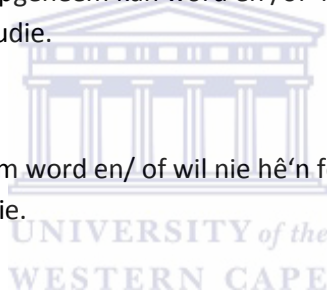 opgeneem kan word en /of
udie.
m word en/ of wil nie hê‘n f
ie.
UNIVERSITY of the
WESTERN CAPE